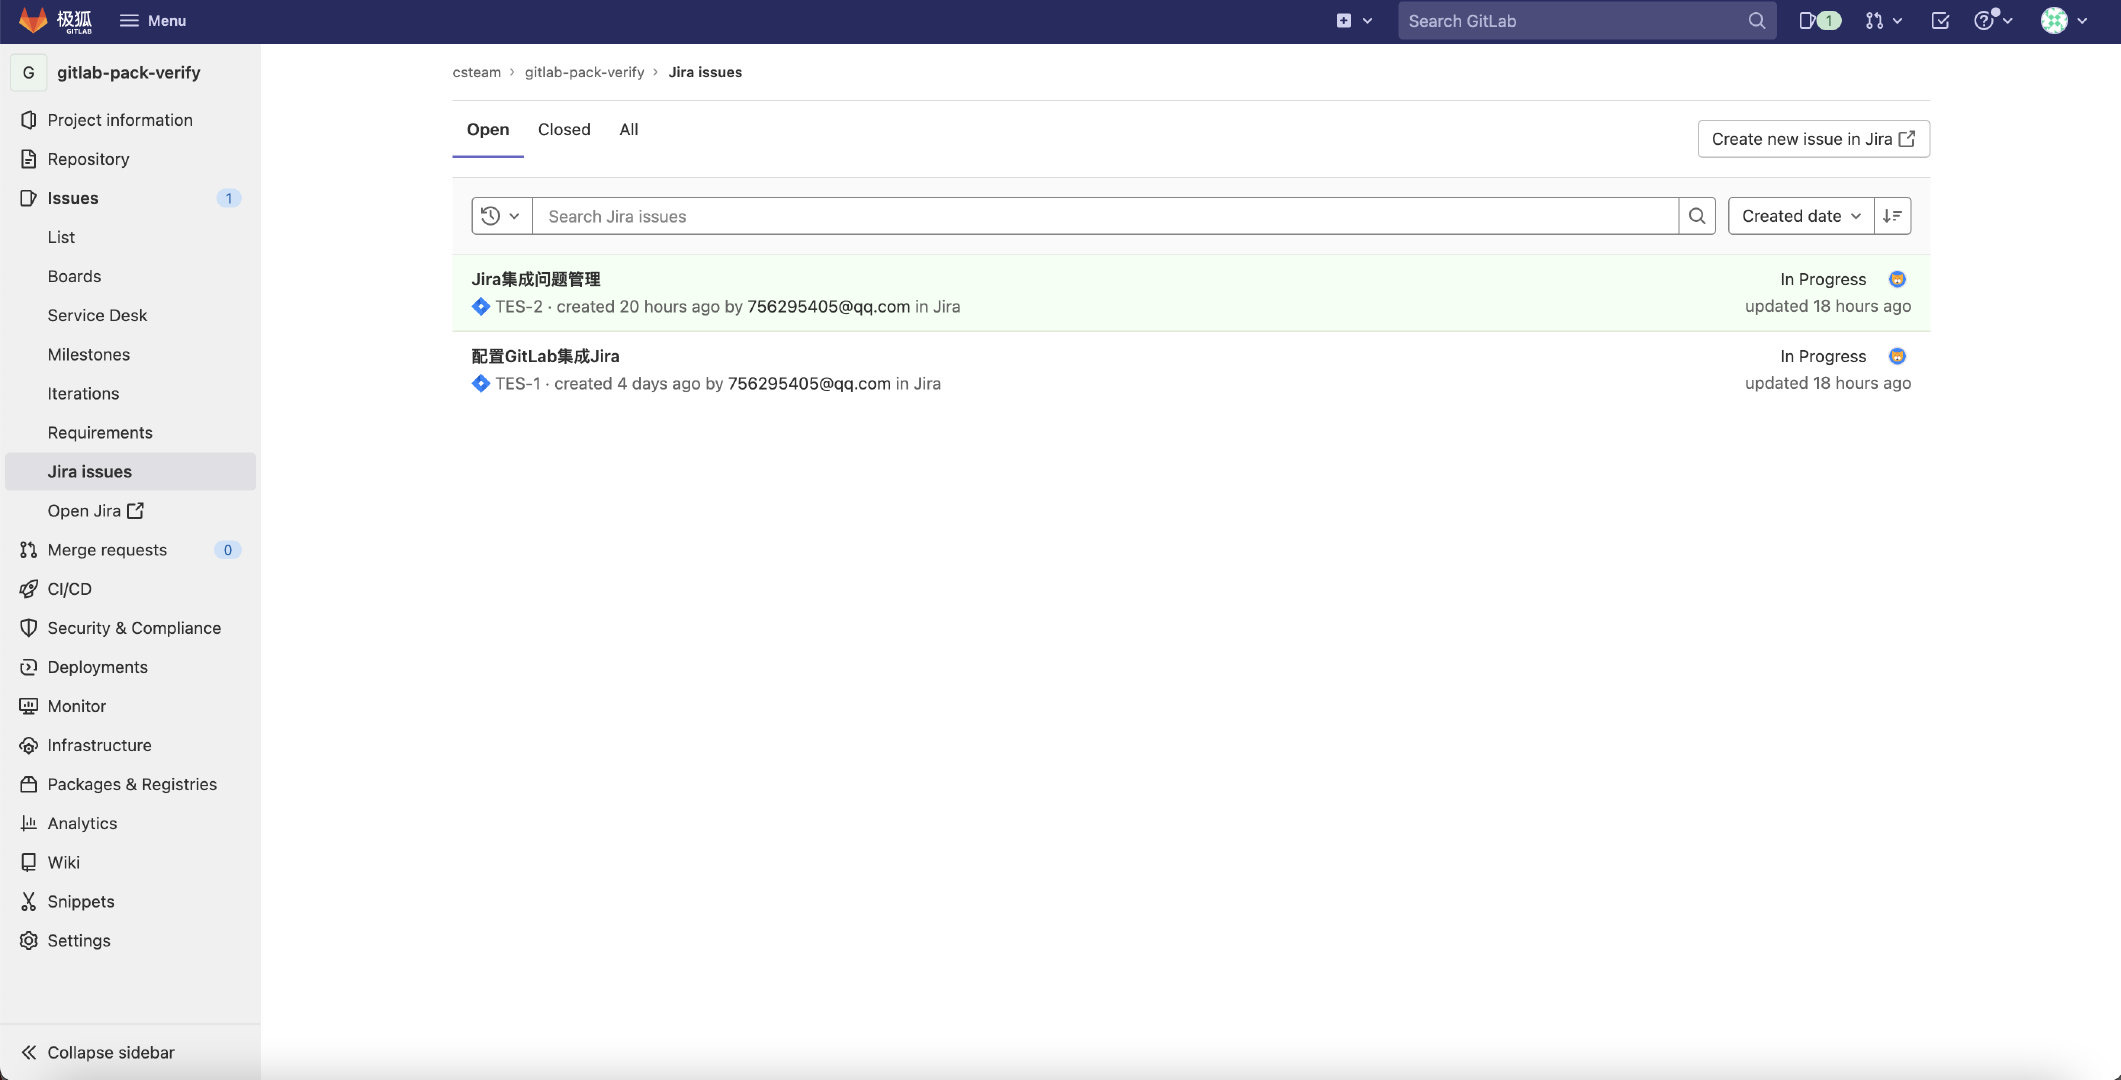 极狐
GITLAB
Menu
Search GitLab
1
G
gitlab-pack-verify
Project information
Repository
Issues
1
List
Boards
Service Desk
Milestones
Iterations
Requirements
Jira issues
Open Jira
Merge requests
0
CI/CD
Security & Compliance
Deployments
Monitor
Infrastructure
Packages & Registries
Analytics
Wiki
Snippets
Settings
Collapse sidebar
csteam › gitlab-pack-verify › Jira issues
Open Closed All
Create new issue in Jira
Search Jira issues
Created date
Jira集成问题管理
In Progress
TES-2 · created 20 hours ago by 756295405@qq.com in Jira
updated 18 hours ago
配置GitLab集成Jira
In Progress
TES-1 · created 4 days ago by 756295405@qq.com in Jira
updated 18 hours ago